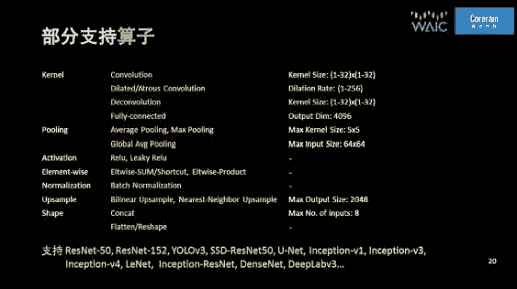 WAIC
Corerain
部分支持算子
Kernel Convolution Kernel Size: (1-32)x(1-32)
Dilated/Atrous Convolution Dilation Rate: (1-256)
Deconvolution Kernel Size: (1-32)x(1-32)
Fully-connected Output Dim: 4096
Pooling Average Pooling, Max Pooling Max Kernel Size: 5x5
Global Avg Pooling Max Input Size: 64x64
Activation Relu, Leaky Relu -
Element-wise Eltwise-SUM/Shortcut, Eltwise-Product -
Normalization Batch Normalization -
Upsample Bilinear Upsample, Nearest-Neighbor Upsample Max Output Size: 2048
Shape Concat Max No. of inputs: 8
Flatten/Reshape -
支持 ResNet-50, ResNet-152, YOLOv3, SSD-ResNet50, U-Net, Inception-v1, Inception-v3,
Inception-v4, LeNet, Inception-ResNet, DenseNet, DeepLabv3...
20